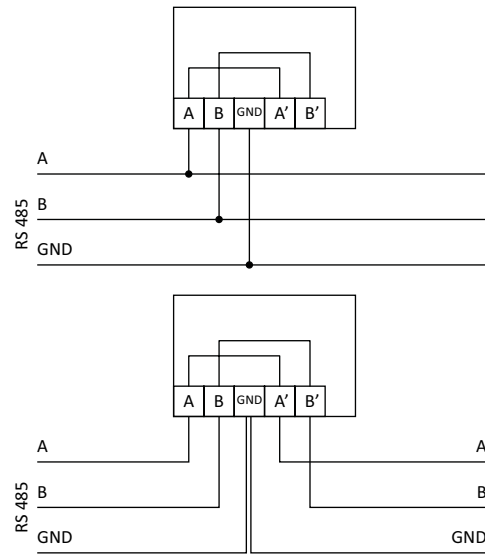 A B GND A’ B’
A
B
GND
RS 485
A B GND A’ B’
A A
B B
GND GND
RS 485